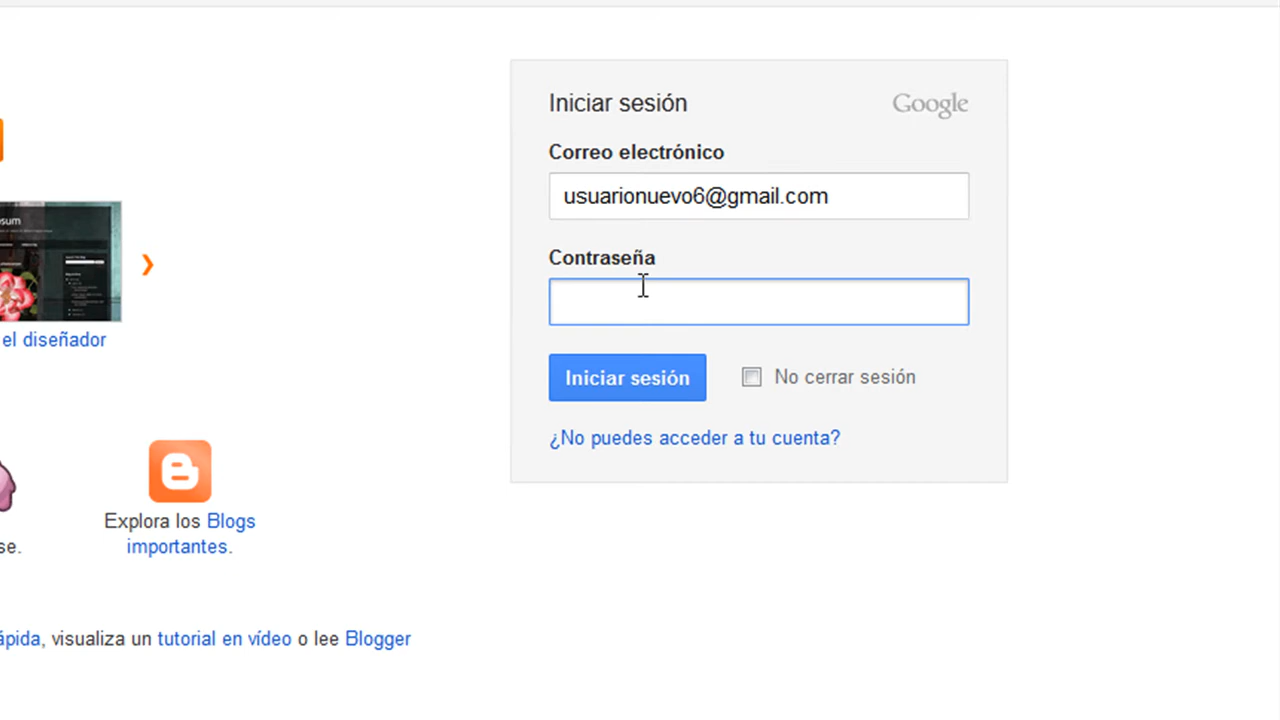 Iniciar sesión
Google
Correo electrónico
usuarionuevo6@gmail.com
Contraseña
el diseñador
Iniciar sesión
No cerrar sesión
¿No puedes acceder a tu cuenta?
Explora los Blogs
importantes.
se.
ápida, visualiza un tutorial en vídeo o lee Blogger